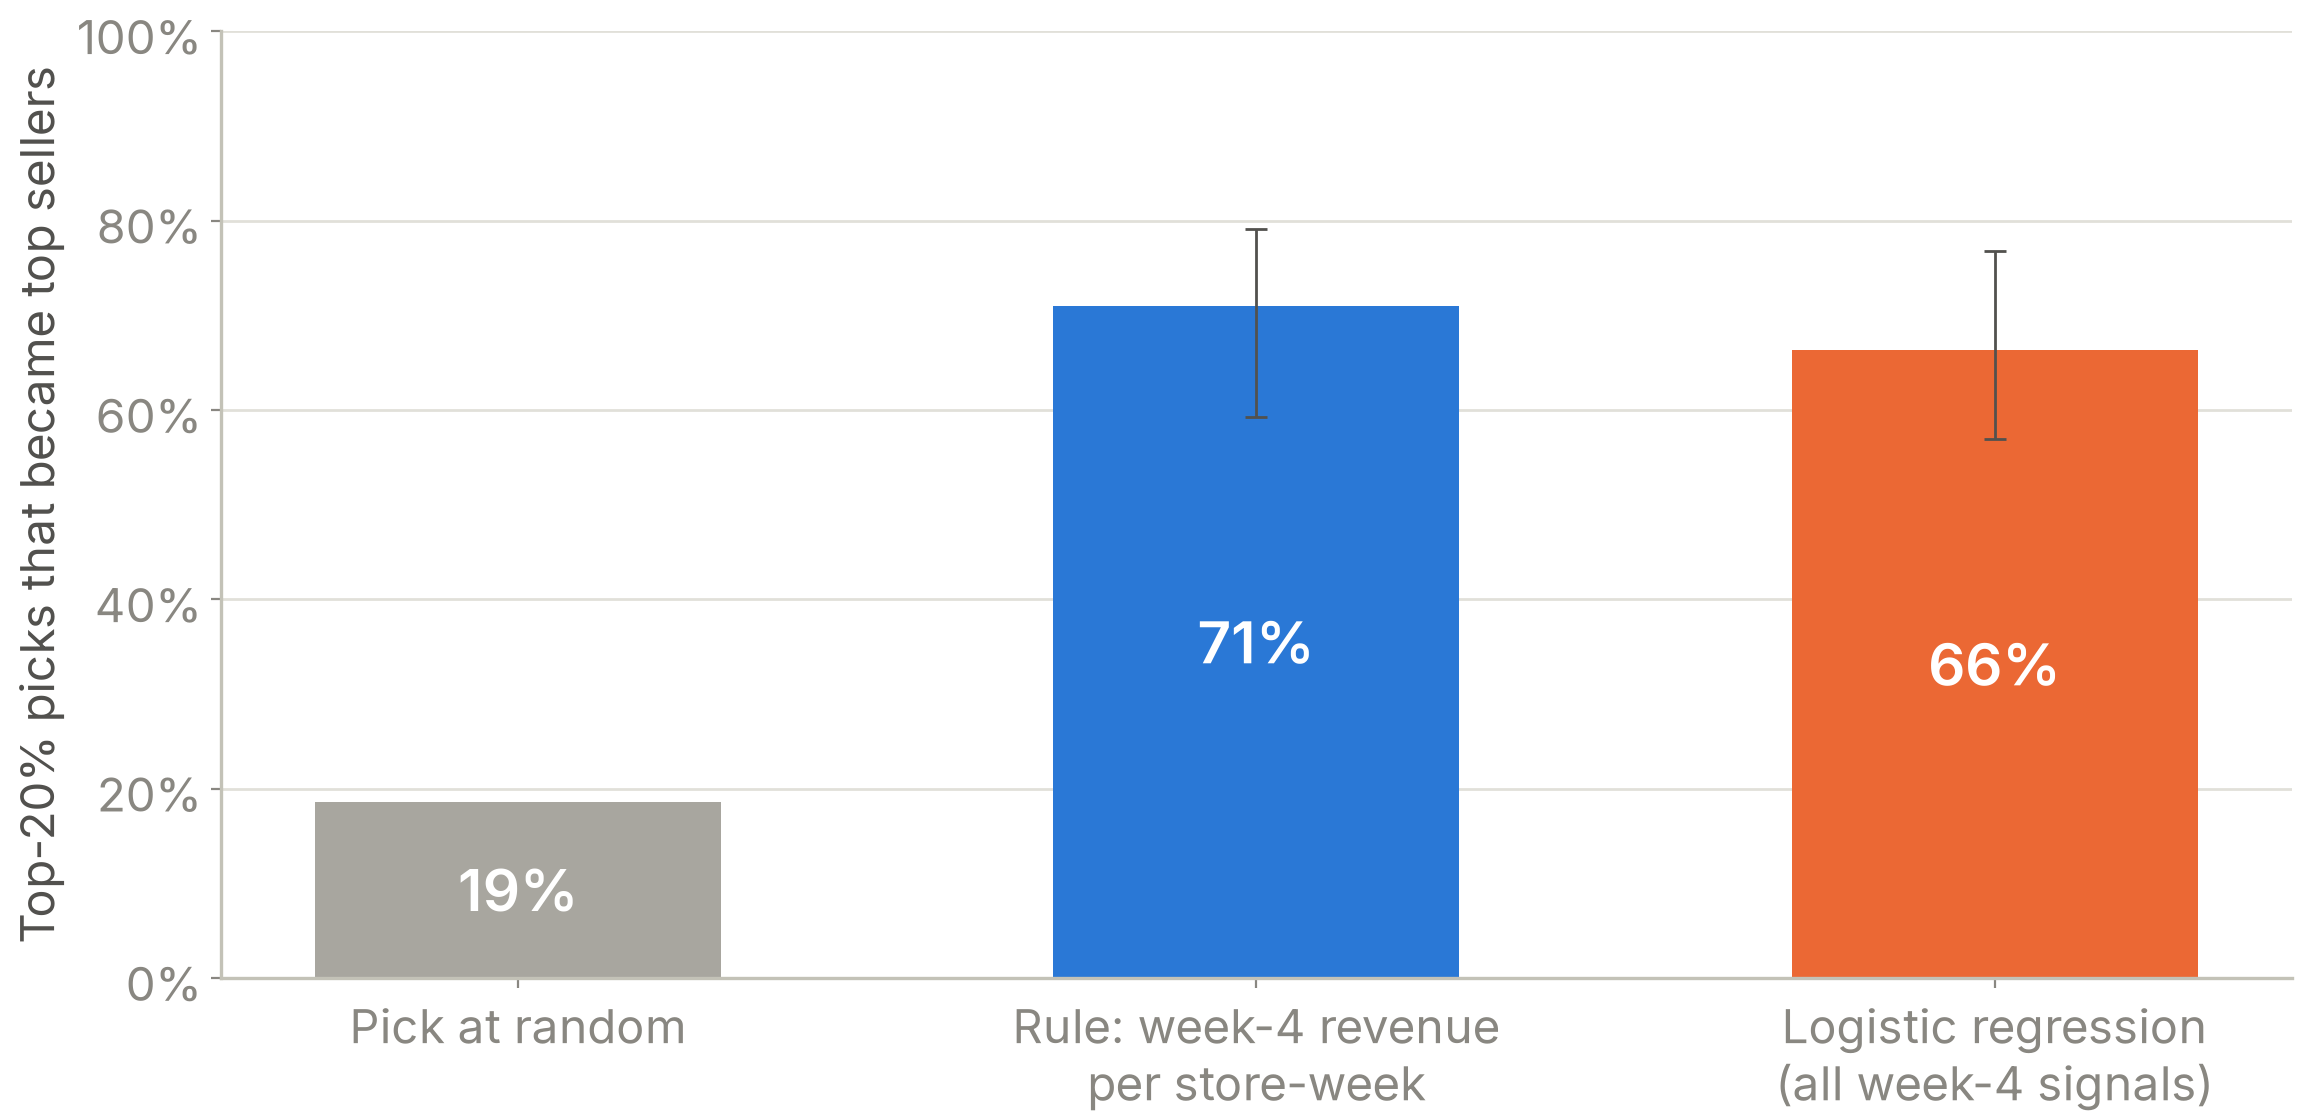 Top-20% picks that became top sellers
100%
80%
60%
40%
20%
0%
19%
71%
66%
Pick at random
Rule: week-4 revenue
per store-week
Logistic regression
(all week-4 signals)